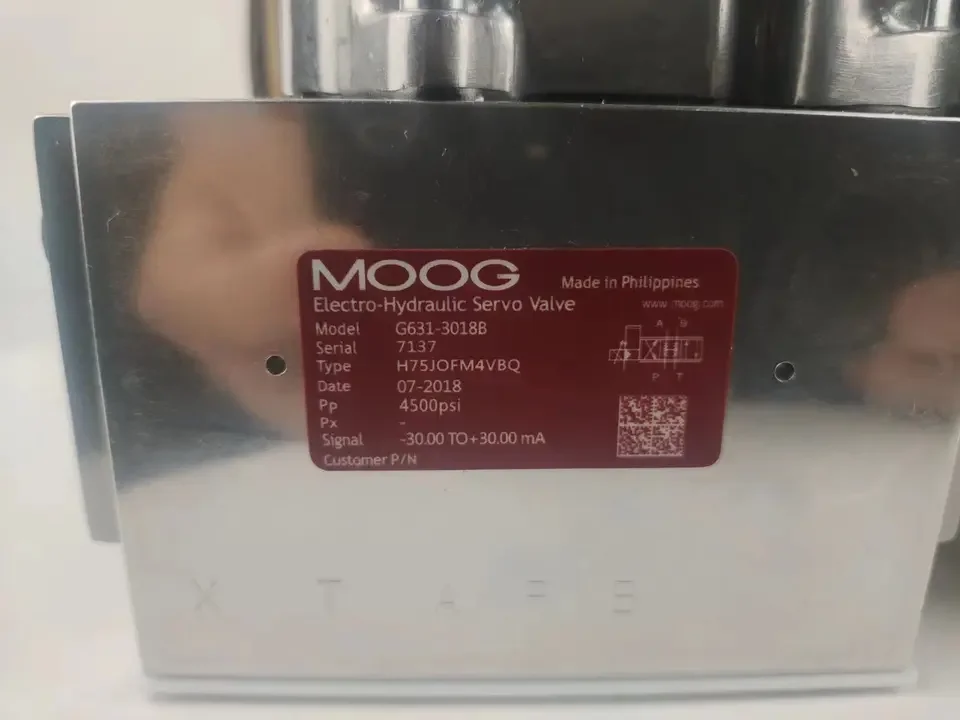 MOOG
Made in Philippines
Electro-Hydraulic Servo Valve
www.moog.com
Model G631-3018B
Serial 7137
Type H75JOFM4VBQ
Date 07-2018
Pp 4500psi
Px -
Signal -30.00 TO+30.00 mA
Customer P/N
A B
P T
X T A P B